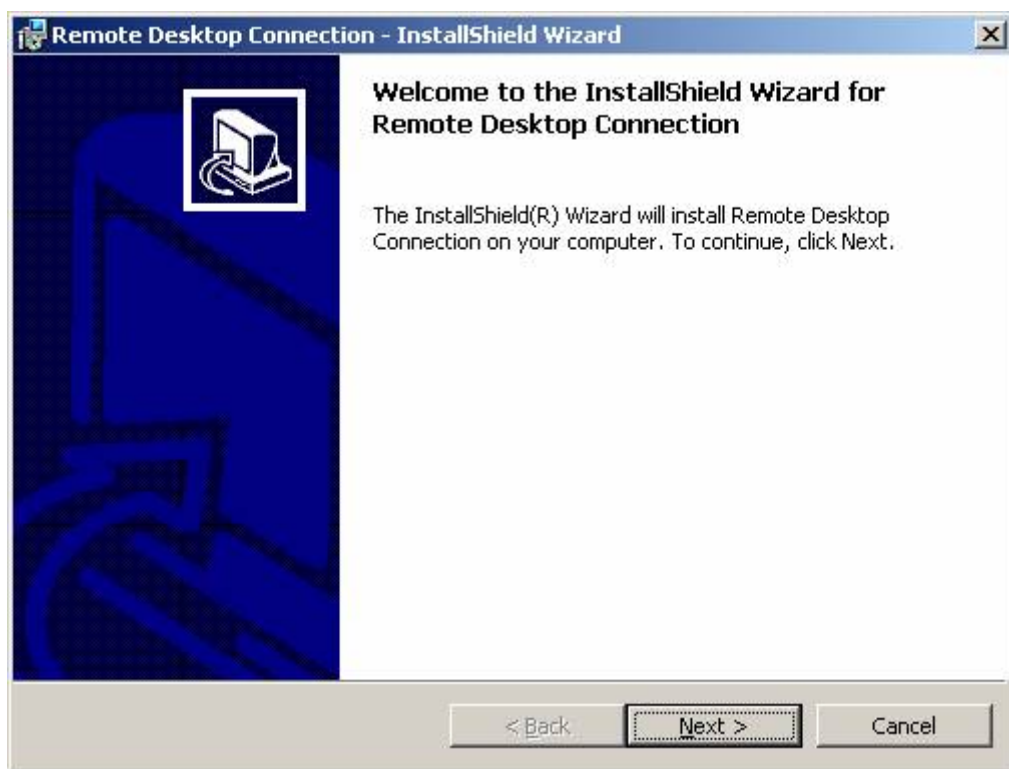 Remote Desktop Connection - InstallShield Wizard
Welcome to the InstallShield Wizard for
Remote Desktop Connection
The InstallShield(R) Wizard will install Remote Desktop
Connection on your computer. To continue, click Next.
< Back
Next >
Cancel